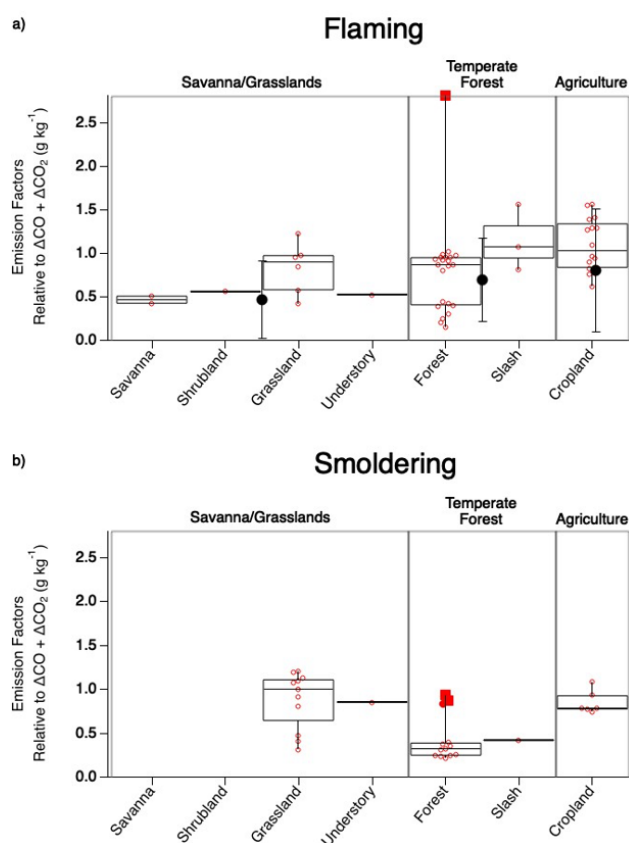 a)
Flaming
Savanna/Grasslands
Temperate
Forest
Agriculture
Emission Factors
Relative to ΔCO + ΔCO₂ (g kg⁻¹)
2.5
2.0
1.5
1.0
0.5
0.0
Savanna
Shrubland
Grassland
Understory
Forest
Slash
Cropland
b)
Smoldering
Savanna/Grasslands
Temperate
Forest
Agriculture
Emission Factors
Relative to ΔCO + ΔCO₂ (g kg⁻¹)
2.5
2.0
1.5
1.0
0.5
0.0
Savanna
Shrubland
Grassland
Understory
Forest
Slash
Cropland